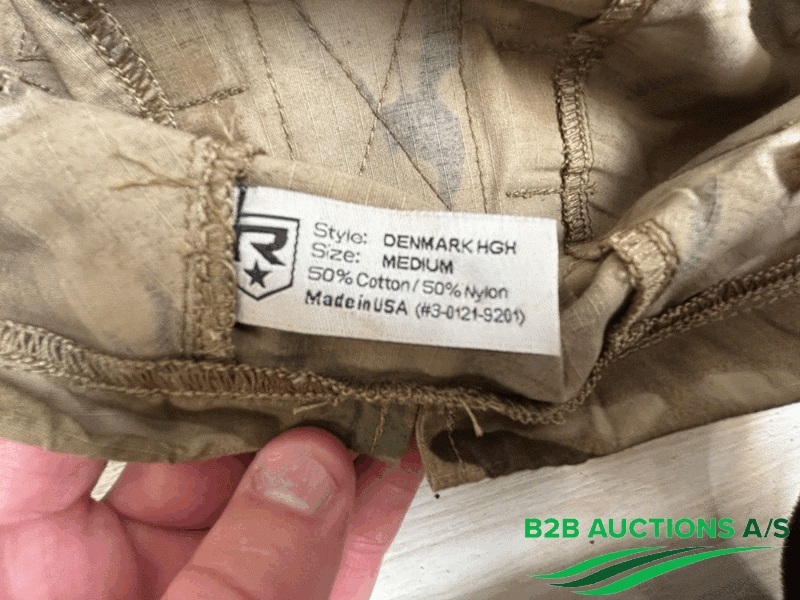 R
Style: DENMARK HGH
Size: MEDIUM
50% Cotton / 50% Nylon
Made in USA (#3-0121-9201)
B2B AUCTIONS A/S